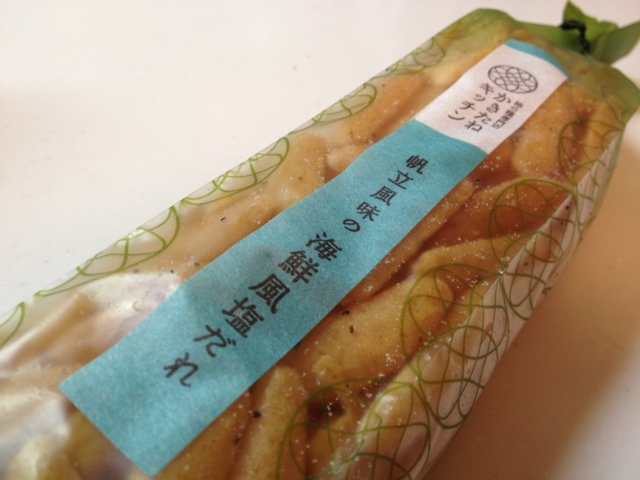 かきたね
キッチン
帆立風味の
海鮮風塩だれ